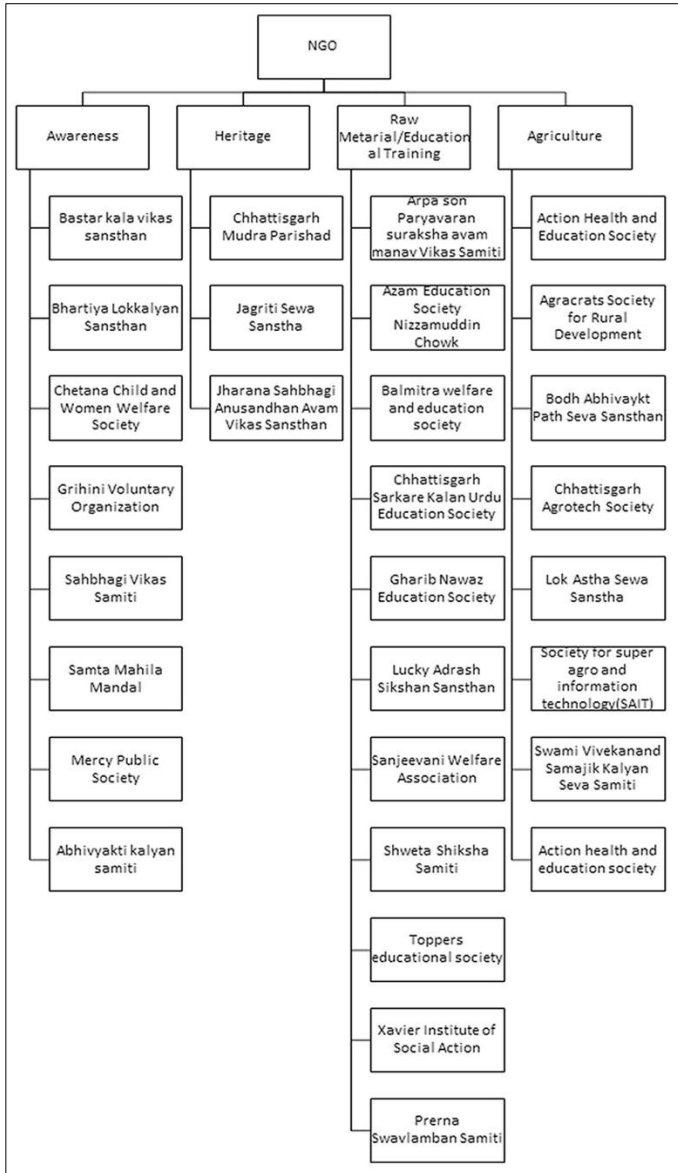 NGO
Awareness
Heritage
Raw
Metarial/Education
al Training
Agriculture
Bastar kala vikas
sansthan
Bhartiya Lokkalyan
Sansthan
Chetana Child and
Women Welfare
Society
Grihini Voluntary
Organization
Sahbhagi Vikas
Samiti
Samta Mahila
Mandal
Mercy Public
Society
Abhivyakti kalyan
samiti
Chhattisgarh
Mudra Parishad
Jagriti Sewa
Sanstha
Jharana Sahbhagi
Anusandhan Avam
Vikas Sansthan
Arpa son
Paryavaran
suraksha avam
manav Vikas Samiti
Azam Education
Society
Nizzamuddin
Chowk
Balmitra welfare
and education
society
Chhattisgarh
Sarkare Kalan Urdu
Education Society
Gharib Nawaz
Education Society
Lucky Adrash
Sikshan Sansthan
Sanjeevani Welfare
Association
Shweta Shiksha
Samiti
Toppers
educational society
Xavier Institute of
Social Action
Prerna
Swavlamban Samiti
Action Health and
Education Society
Agracrats Society
for Rural
Development
Bodh Abhivaykt
Path Seva Sansthan
Chhattisgarh
Agrotech Society
Lok Astha Sewa
Sanstha
Society for super
agro and
information
technology(SAIT)
Swami Vivekanand
Samajik Kalyan
Seva Samiti
Action health and
education society